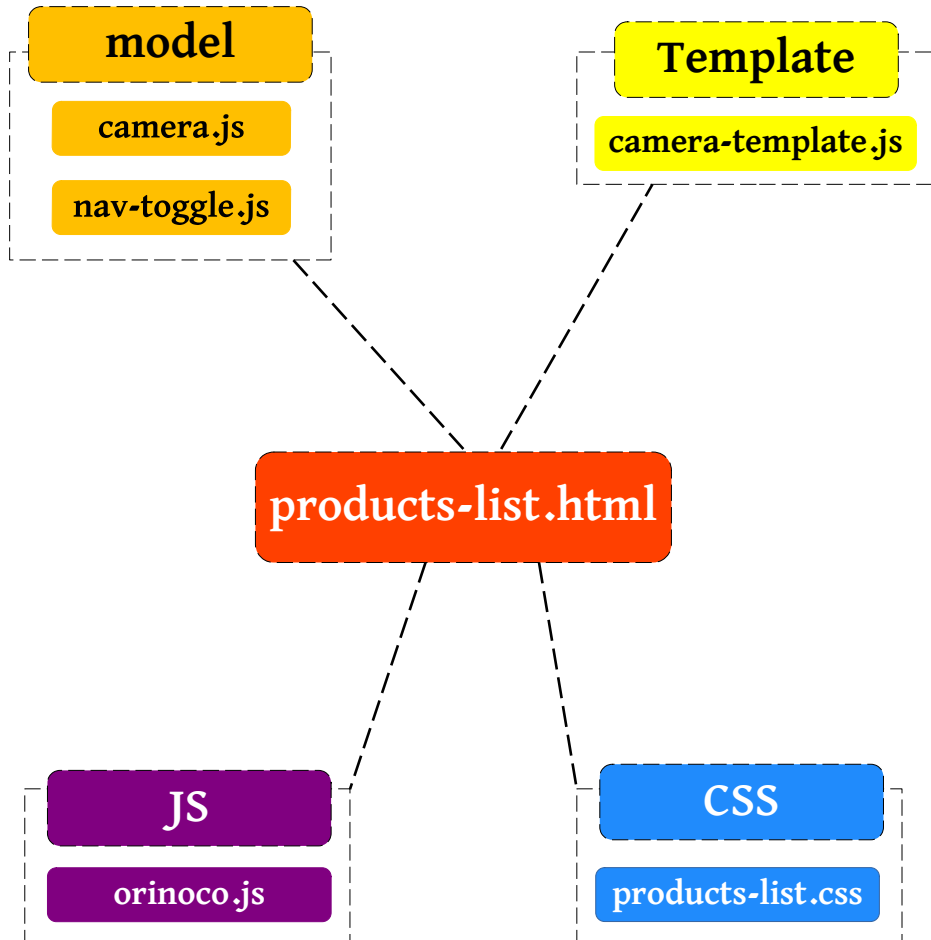 model
camera.js
nav-toggle.js
Template
camera-template.js
products-list.html
JS
orinoco.js
CSS
products-list.css